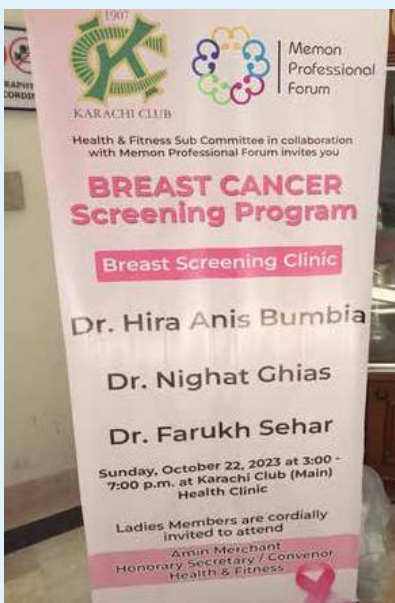 1907
KC
KARACHI CLUB
Memon
Professional
Forum
Health & Fitness Sub Committee in collaboration
with Memon Professional Forum invites you
BREAST CANCER
Screening Program
Breast Screening Clinic
Dr. Hira Anis Bumbia
Dr. Nighat Ghias
Dr. Farukh Sehar
Sunday, October 22, 2023 at 3:00 -
7:00 p.m. at Karachi Club (Main)
Health Clinic
Ladies Members are cordially
invited to attend
Amin Merchant
Honorary Secretary / Convenor
Health & Fitness